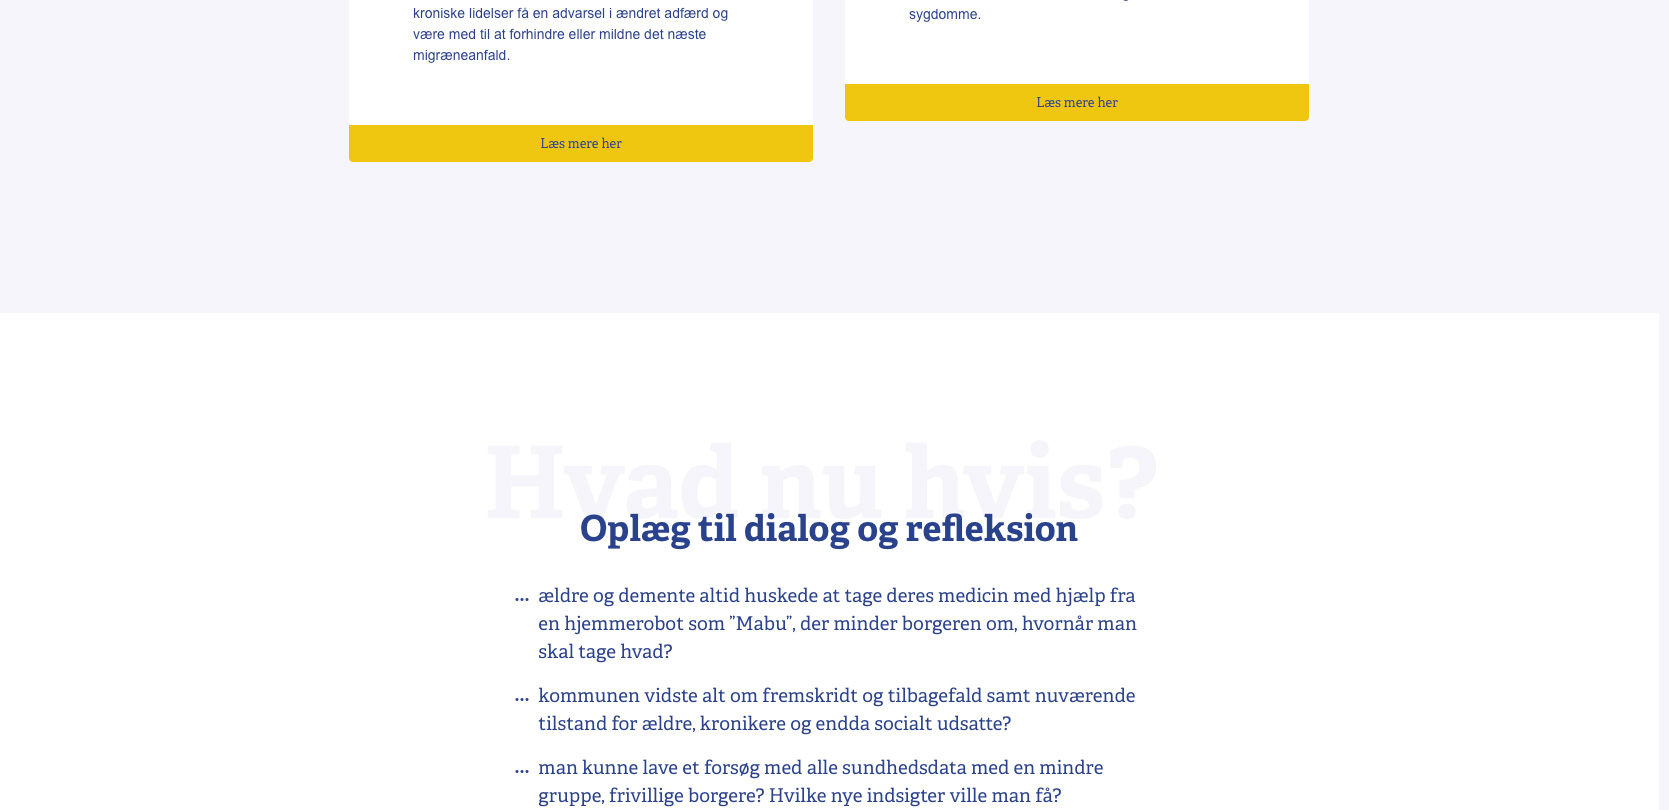 kroniske lidelser få en advarsel i ændret adfærd og
være med til at forhindre eller mildne det næste
migræneanfald.
Læs mere her
sygdomme.
Læs mere her
Hvad nu hvis?
Oplæg til dialog og refleksion
... ældre og demente altid huskede at tage deres medicin med hjælp fra
en hjemmerobot som ”Mabu”, der minder borgeren om, hvornår man
skal tage hvad?
... kommunen vidste alt om fremskridt og tilbagefald samt nuværende
tilstand for ældre, kronikere og endda socialt udsatte?
... man kunne lave et forsøg med alle sundhedsdata med en mindre
gruppe, frivillige borgere? Hvilke nye indsigter ville man få?